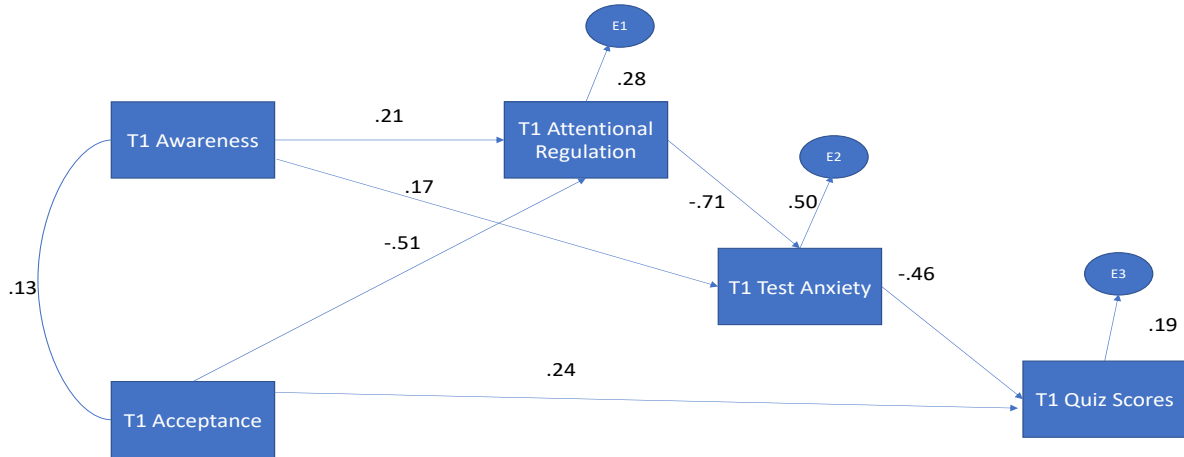 E1
.28
T1 Awareness
.21
T1 Attentional
Regulation
E2
.17
-.71
.50
-.51
T1 Test Anxiety
-.46
E3
.13
.19
.24
T1 Acceptance
T1 Quiz Scores